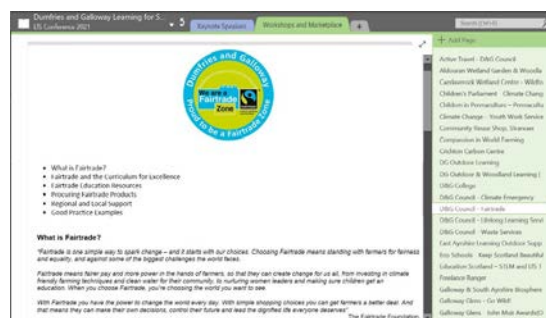 Dumfries and Galloway Learning for S...
LfS Conference 2021
Keynote Speakers
Workshops and Marketplace
+
Search (Ctrl+E)
+ Add Page
Dumfries and Galloway
We are a
Fairtrade
Zone
FAIRTRADE
Proud to be a Fairtrade Zone
• What is Fairtrade?
• Fairtrade and the Curriculum for Excellence
• Fairtrade Education Resources
• Procuring Fairtrade Products
• Regional and Local Support
• Good Practice Examples
What is Fairtrade?
"Fairtrade is one simple way to spark change – and it starts with our choices. Choosing Fairtrade means standing with farmers for fairness
and equality, and against some of the biggest challenges the world faces.
Fairtrade means fairer pay and more power in the hands of farmers, so that they can create change for us all, from investing in climate
friendly farming techniques and clean water for their community, to nurturing women leaders and making sure children get an
education. When you choose Fairtrade, you're choosing the world you want to see.
With Fairtrade you have the power to change the world every day. With simple shopping choices you can get farmers a better deal. And
that means they can make their own decisions, control their future and lead the dignified life everyone deserves"
The Fairtrade Foundation
Active Travel - D&G Council
Aldouran Wetland Garden & Woodla
Caerlaverock Wetland Center - Wildfo
Children's Parliament - Climate Chang
Children in Permaculture - Permacultu
Climate Change - Youth Work Service
Community Reuse Shop, Stranraer
Compassion in World Farming
Crichton Carbon Centre
DG Outdoor Learning
DG Outdoor & Woodland Learning (
D&G College
D&G Council - Climate Emergency
D&G Council - Fairtrade
D&G Council - Lifelong Learning Servi
D&G Council - Waste Services
East Ayrshire Learning Outdoor Supp
Eco Schools - Keep Scotland Beautiful
Education Scotland - STEM and LfS T
Freelance Ranger
Galloway & South Ayrshire Biosphere
Galloway Glens - Go Wild!
Galloway Glens - John Muir Award(D